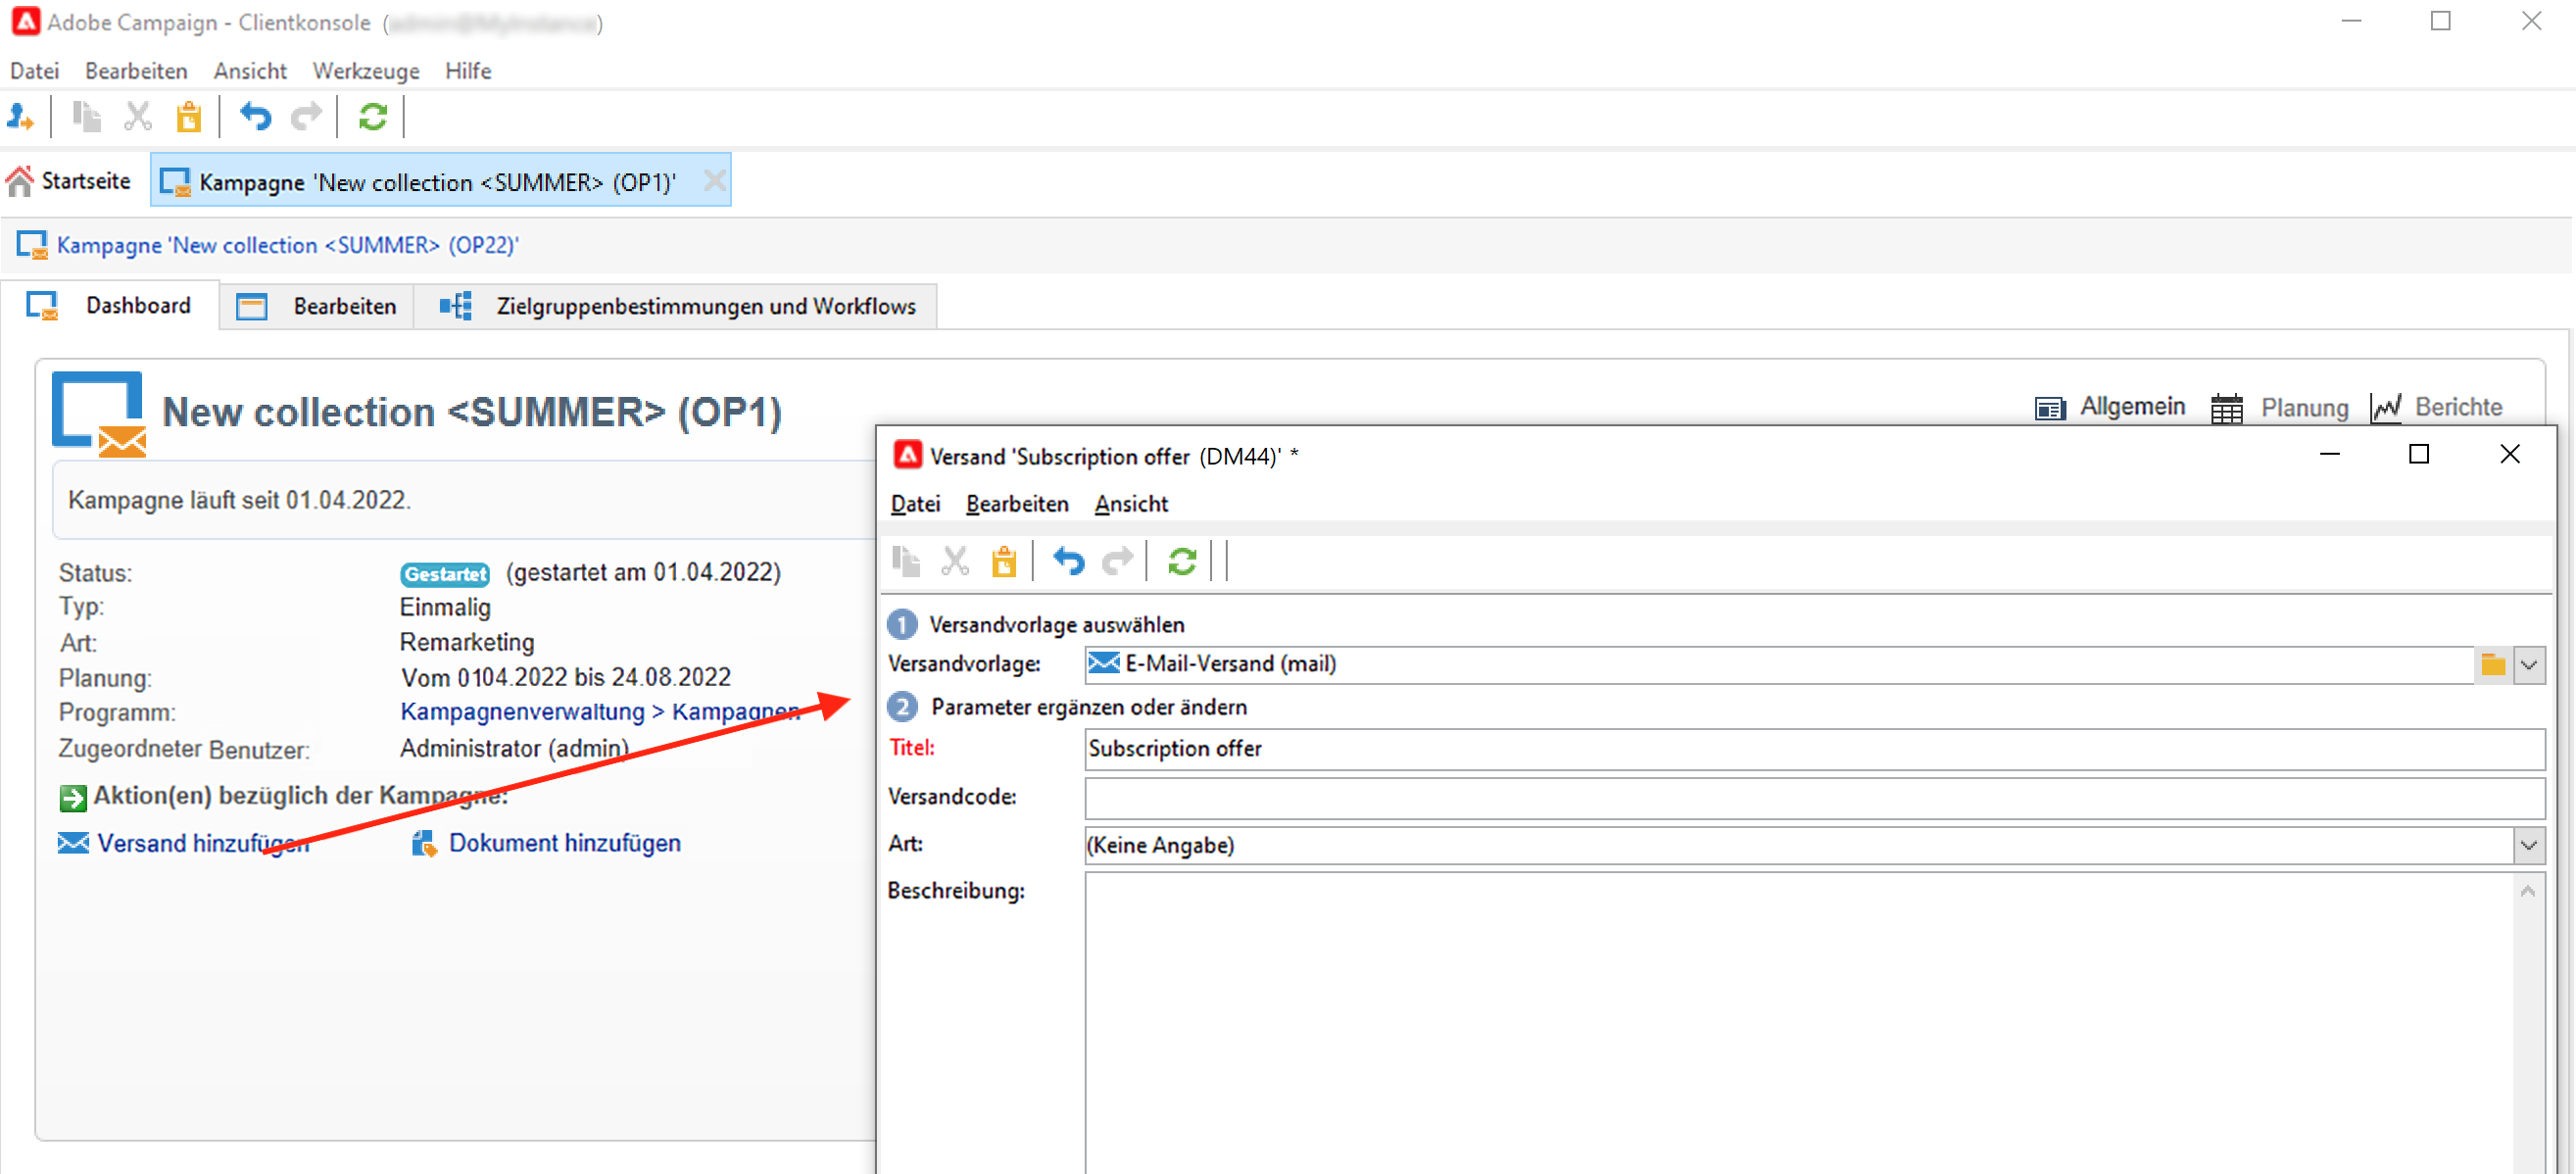 Adobe Campaign - Clientkonsole ( )
Datei Bearbeiten Ansicht Werkzeuge Hilfe
Startseite Kampagne 'New collection <SUMMER> (OP1)'
Kampagne 'New collection <SUMMER> (OP22)'
Dashboard Bearbeiten Zielgruppenbestimmungen und Workflows
New collection <SUMMER> (OP1)
Allgemein Planung Berichte
Kampagne läuft seit 01.04.2022.
Status: Gestartet (gestartet am 01.04.2022)
Typ: Einmalig
Art: Remarketing
Planung: Vom 0104.2022 bis 24.08.2022
Programm: Kampagnenverwaltung > Kampagnen
Zugeordneter Benutzer: Administrator (admin)
Aktion(en) bezüglich der Kampagne:
Versand hinzufügen Dokument hinzufügen
Versand 'Subscription offer (DM44)' *
Datei Bearbeiten Ansicht
1 Versandvorlage auswählen
Versandvorlage: E-Mail-Versand (mail)
2 Parameter ergänzen oder ändern
Titel: Subscription offer
Versandcode:
Art: (Keine Angabe)
Beschreibung: